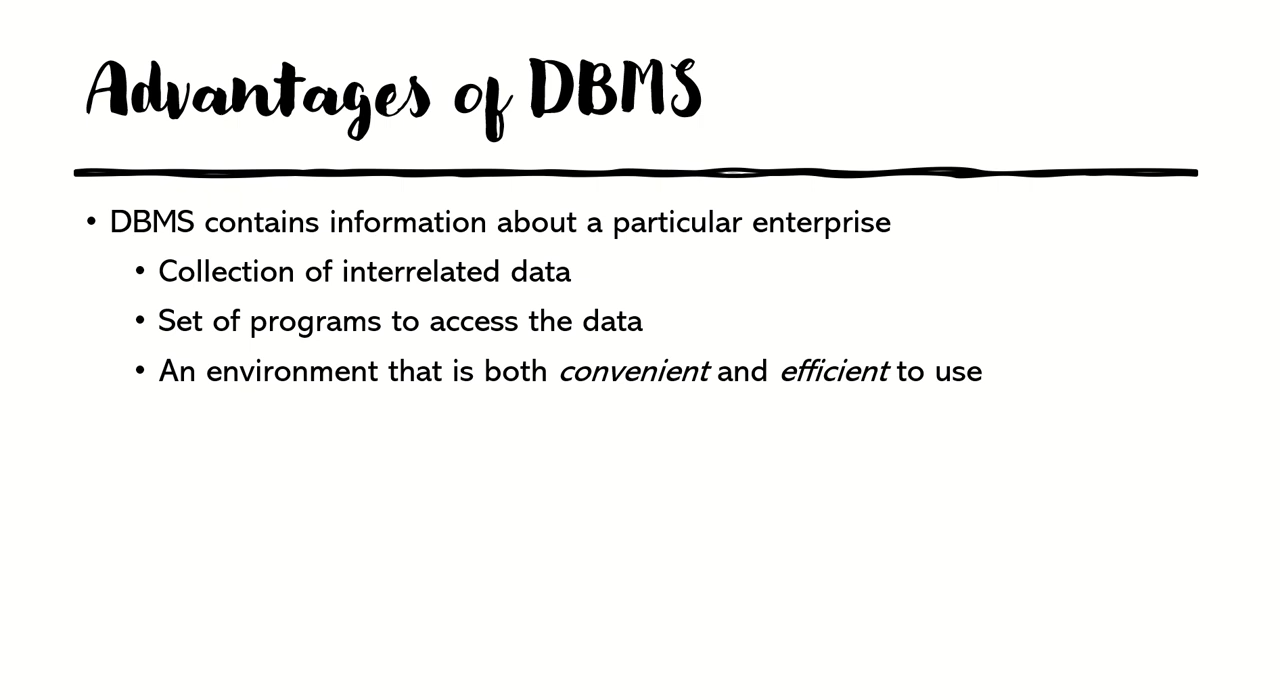 Advantages of DBMS
• DBMS contains information about a particular enterprise
• Collection of interrelated data
• Set of programs to access the data
• An environment that is both convenient and efficient to use